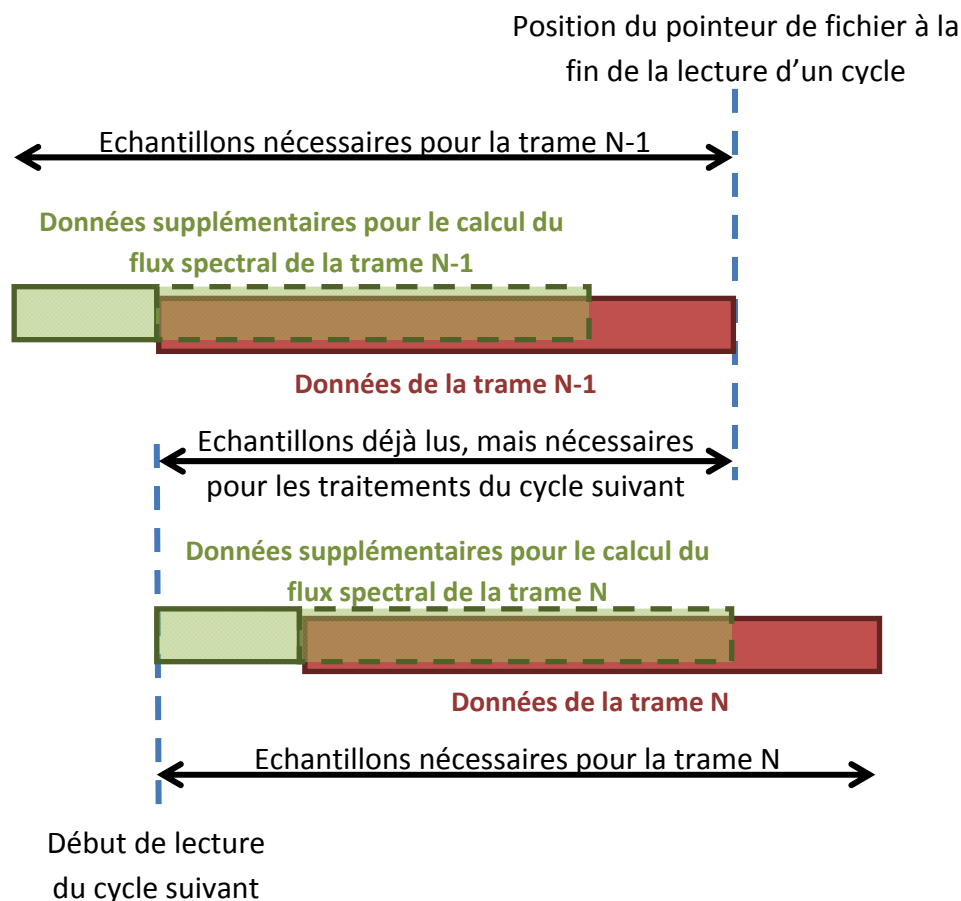 Position du pointeur de fichier à la
fin de la lecture d'un cycle
Echantillons nécessaires pour la trame N-1
Données supplémentaires pour le calcul du
flux spectral de la trame N-1
Données de la trame N-1
Echantillons déjà lus, mais nécessaires
pour les traitements du cycle suivant
Données supplémentaires pour le calcul du
flux spectral de la trame N
Données de la trame N
Echantillons nécessaires pour la trame N
Début de lecture
du cycle suivant